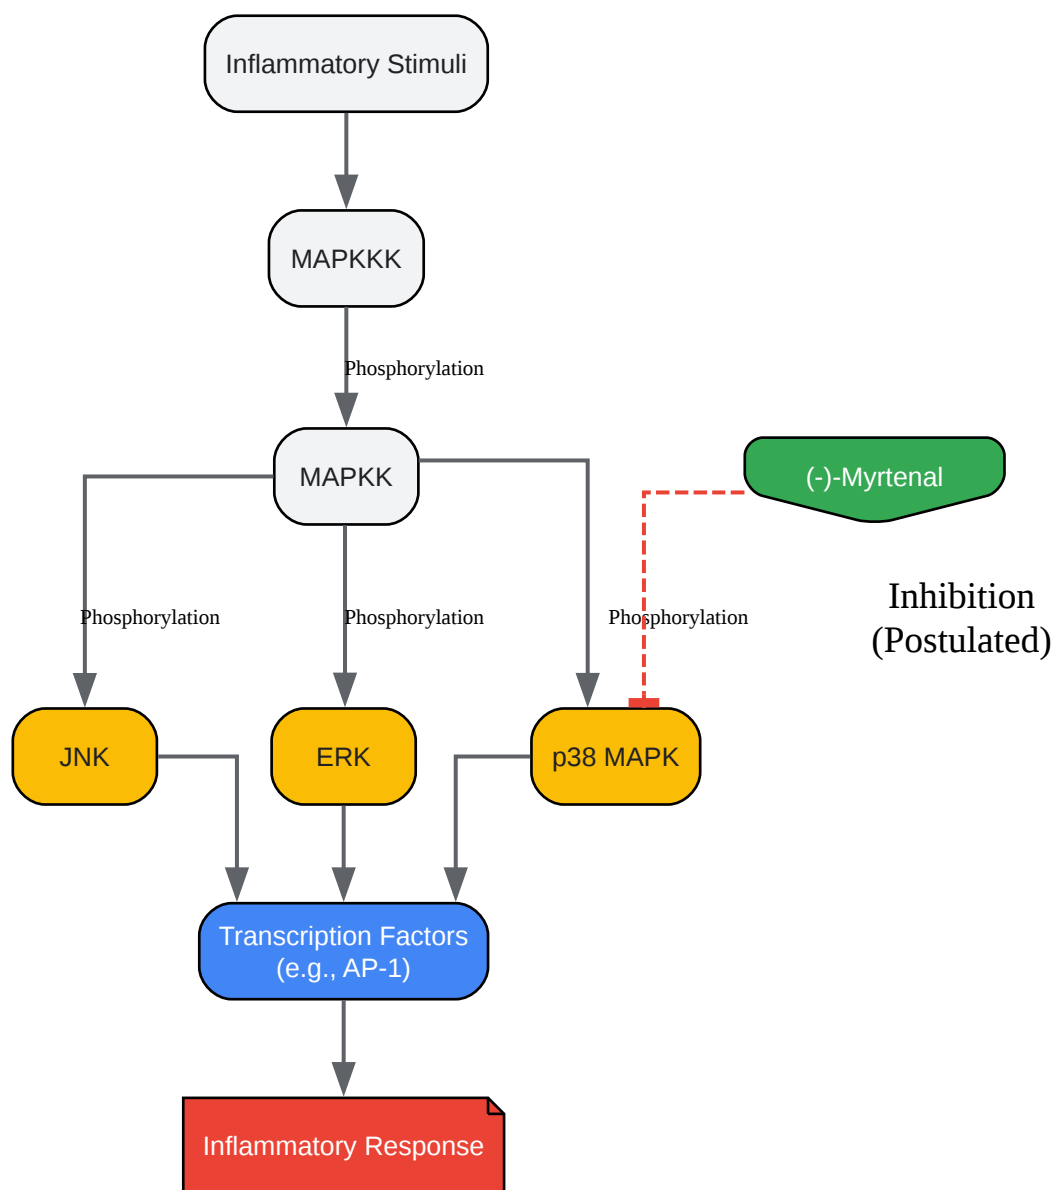 Inflammatory Stimuli
MAPKKK
Phosphorylation
MAPKK
(-)-Myrtenal
Inhibition
(Postulated)
Phosphorylation
Phosphorylation
Phosphorylation
JNK
ERK
p38 MAPK
Transcription Factors
(e.g., AP-1)
Inflammatory Response